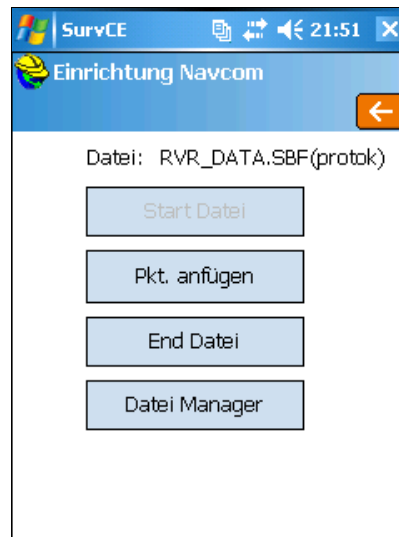 SurvCE 21:51
Einrichtung Navcom
Datei: RVR_DATA.SBF(protok)
Start Datei
Pkt. anfügen
End Datei
Datei Manager